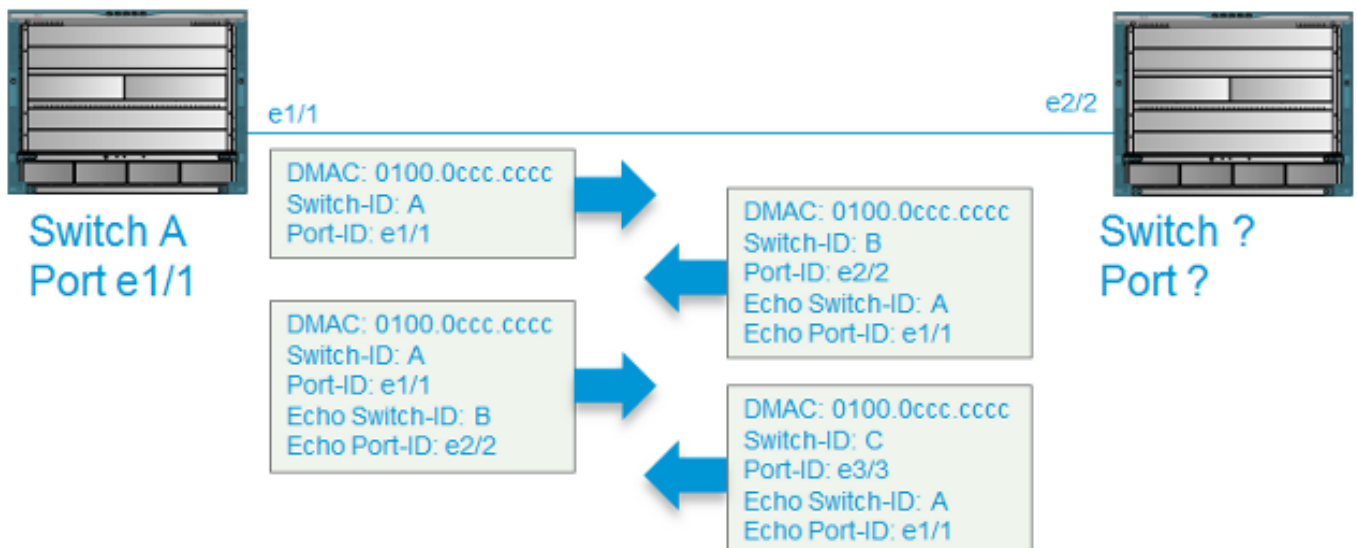 e1/1
e2/2
Switch A
Port e1/1
DMAC: 0100.0ccc.cccc
Switch-ID: A
Port-ID: e1/1
DMAC: 0100.0ccc.cccc
Switch-ID: B
Port-ID: e2/2
Echo Switch-ID: A
Echo Port-ID: e1/1
Switch ?
Port ?
DMAC: 0100.0ccc.cccc
Switch-ID: A
Port-ID: e1/1
Echo Switch-ID: B
Echo Port-ID: e2/2
DMAC: 0100.0ccc.cccc
Switch-ID: C
Port-ID: e3/3
Echo Switch-ID: A
Echo Port-ID: e1/1